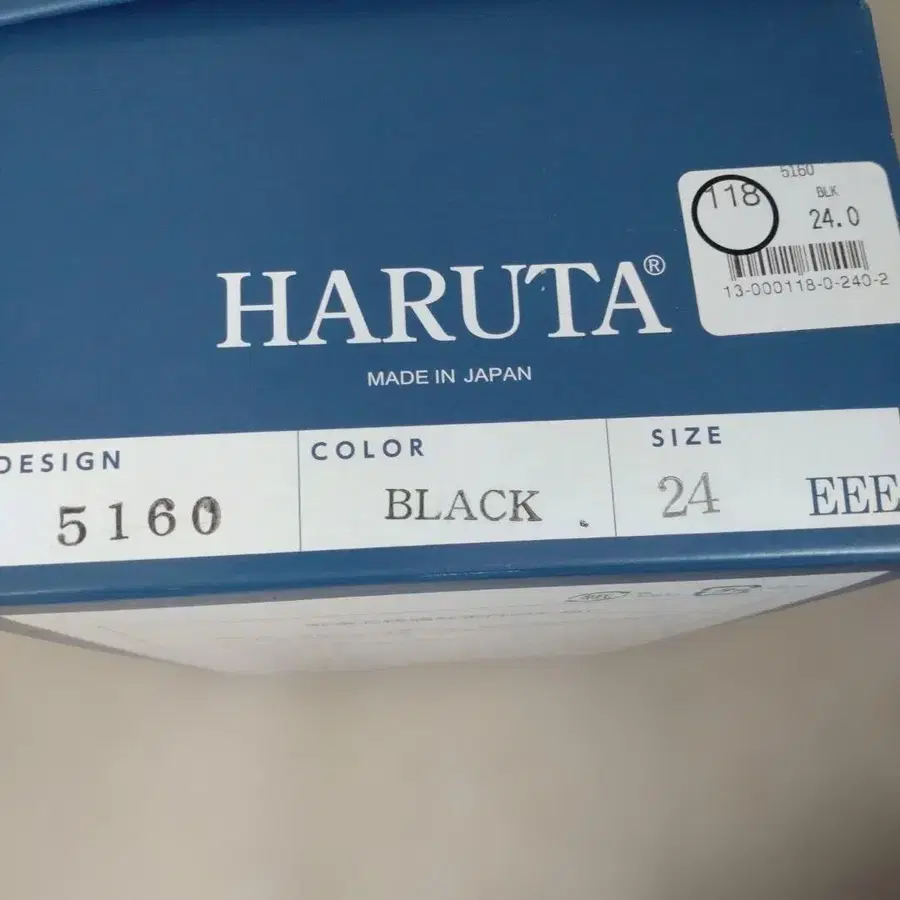 5160
118
BLK
24.0
13-000118-0-240-2
HARUTA®
MADE IN JAPAN
DESIGN
5160
COLOR
BLACK
SIZE
24 EEE